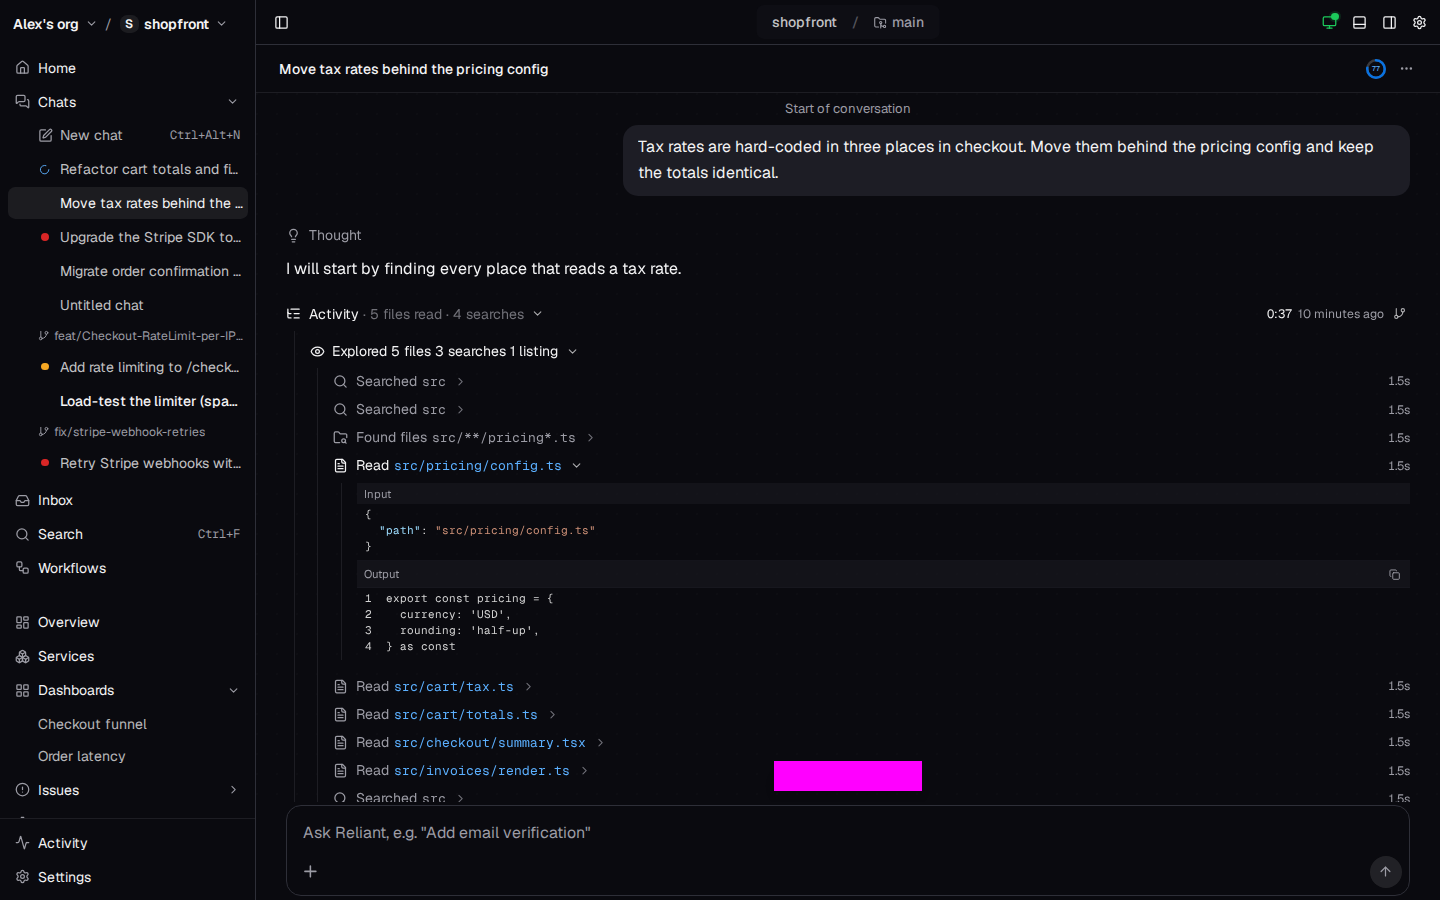 Alex's org / S shopfront
Home
Chats
New chat Ctrl+Alt+N
Refactor cart totals and fi…
Move tax rates behind the …
Upgrade the Stripe SDK to…
Migrate order confirmation …
Untitled chat
feat/Checkout-RateLimit-per-IP…
Add rate limiting to /check…
Load-test the limiter (spa…
fix/stripe-webhook-retries
Retry Stripe webhooks wit…
Inbox
Search Ctrl+F
Workflows
Overview
Services
Dashboards
Checkout funnel
Order latency
Issues
Activity
Settings
shopfront / main
Move tax rates behind the pricing config
77
Start of conversation
Tax rates are hard-coded in three places in checkout. Move them behind the pricing config and keep
the totals identical.
Thought
I will start by finding every place that reads a tax rate.
Activity · 5 files read · 4 searches 0:37 10 minutes ago
Explored 5 files 3 searches 1 listing
Searched src 1.5s
Searched src 1.5s
Found files src/**/pricing*.ts 1.5s
Read src/pricing/config.ts 1.5s
Input
{
"path": "src/pricing/config.ts"
}
Output
1 export const pricing = {
2 currency: 'USD',
3 rounding: 'half-up',
4 } as const
Read src/cart/tax.ts 1.5s
Read src/cart/totals.ts 1.5s
Read src/checkout/summary.tsx 1.5s
Read src/invoices/render.ts 1.5s
Searched src 1.5s
Ask Reliant, e.g. "Add email verification"